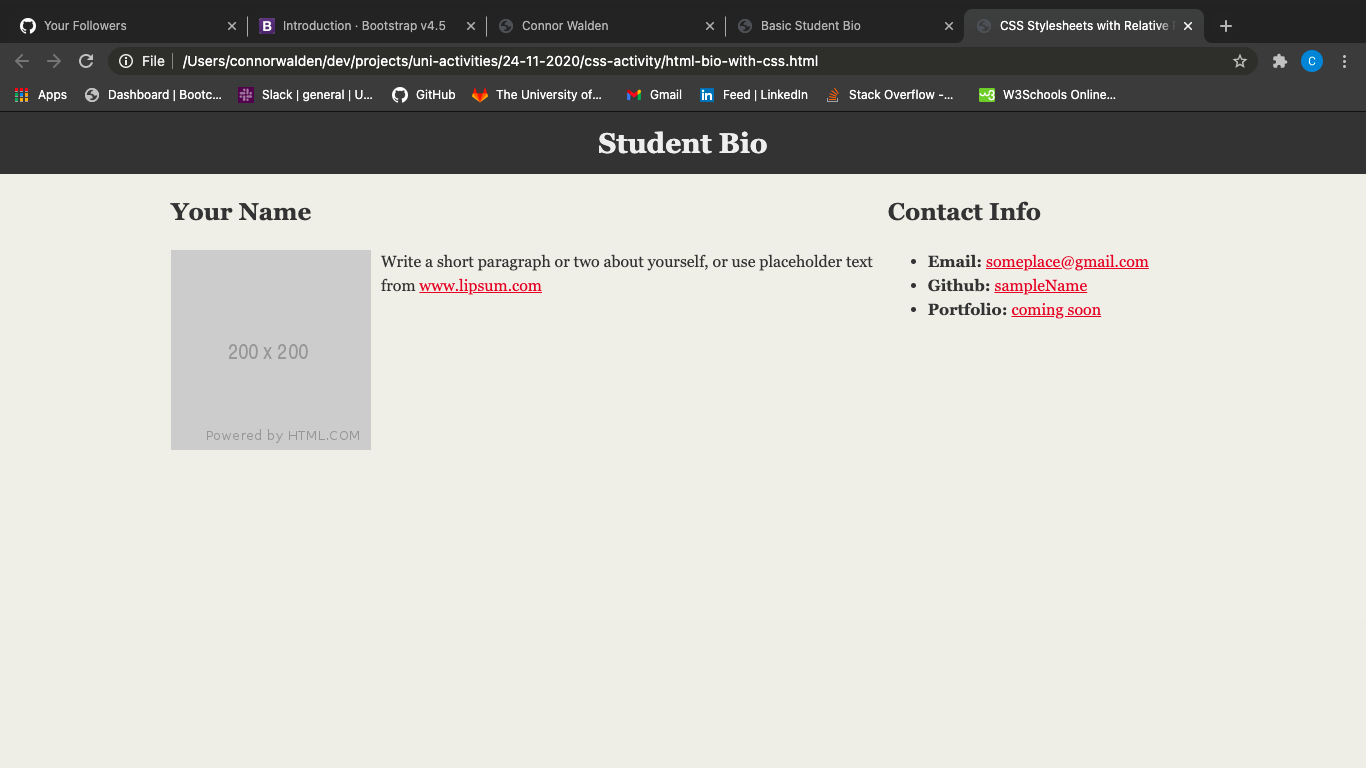 Your Followers
Introduction · Bootstrap v4.5
Connor Walden
Basic Student Bio
CSS Stylesheets with Relative
File
/Users/connorwalden/dev/projects/uni-activities/24-11-2020/css-activity/html-bio-with-css.html
C
Apps
Dashboard | Bootc...
Slack | general | U...
GitHub
The University of...
Gmail
Feed | LinkedIn
Stack Overflow -...
W3Schools Online...
Student Bio
Your Name
200 x 200
Powered by HTML.COM
Write a short paragraph or two about yourself, or use placeholder text
from www.lipsum.com
Contact Info
• Email: someplace@gmail.com
• Github: sampleName
• Portfolio: coming soon